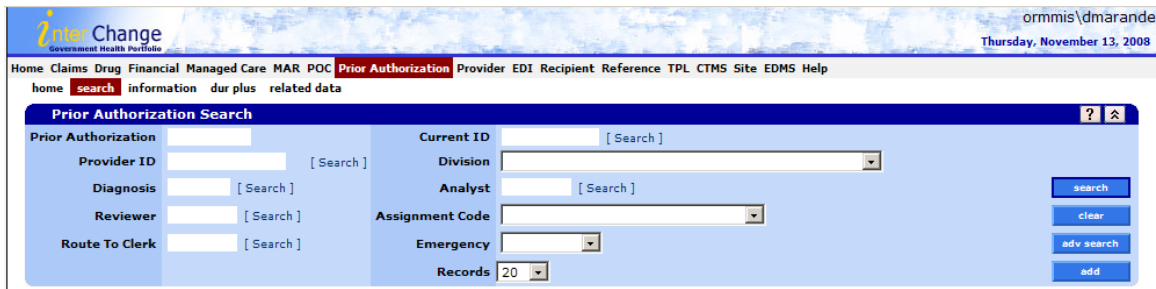 ormmis\dmarande
inter Change
Government Health Portfolio
Thursday, November 13, 2008
Home Claims Drug Financial Managed Care MAR POC Prior Authorization Provider EDI Recipient Reference TPL CTMS Site EDMS Help
home search information dur plus related data
Prior Authorization Search ?
Prior Authorization Current ID [ Search ]
Provider ID [ Search ] Division
Diagnosis [ Search ] Analyst [ Search ] search
Reviewer [ Search ] Assignment Code clear
Route To Clerk [ Search ] Emergency adv search
Records 20 add